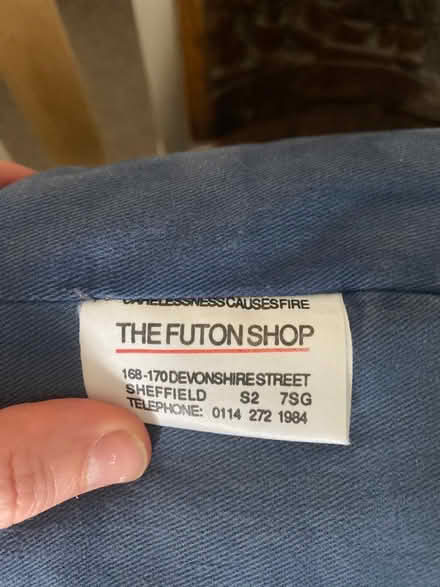 CARELESSNESS CAUSES FIRE
THE FUTON SHOP
168-170 DEVONSHIRE STREET
SHEFFIELD S2 7SG
TELEPHONE: 0114 272 1984